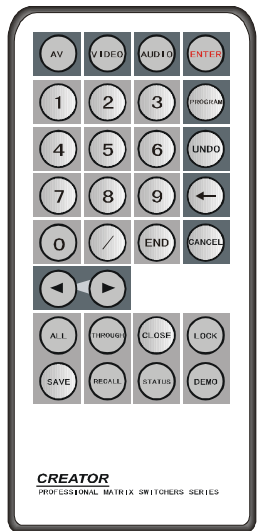 AV VIDEO AUDIO ENTER
1 2 3 PROGRAM
4 5 6 UNDO
7 8 9 ←
0 / END CANCEL
◄ ►
ALL THROUGH CLOSE LOCK
SAVE RECALL STATUS DEMO
CREATOR
PROFESSIONAL MATRIX SWITCHERS SERIES